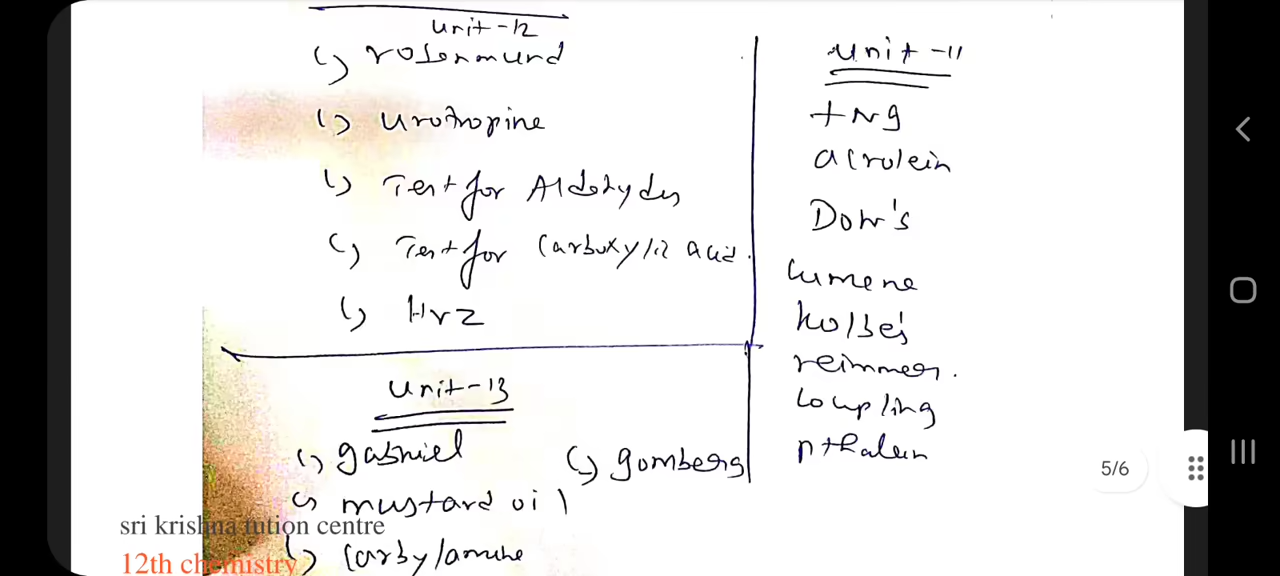 Unit-12
() rosenmund
() urotropine
() Test for Aldehydes
() Test for Carboxylic acid.
() HVZ
Unit-13
() gabriel
() gomberg
() mustard oil
() Carbylamine
Unit-11
TNG
acrolein
Dow's
Cumene
kolbe's
reimmer.
Coupling
pthalein
5/6
sri krishna tution centre
12th chemistry